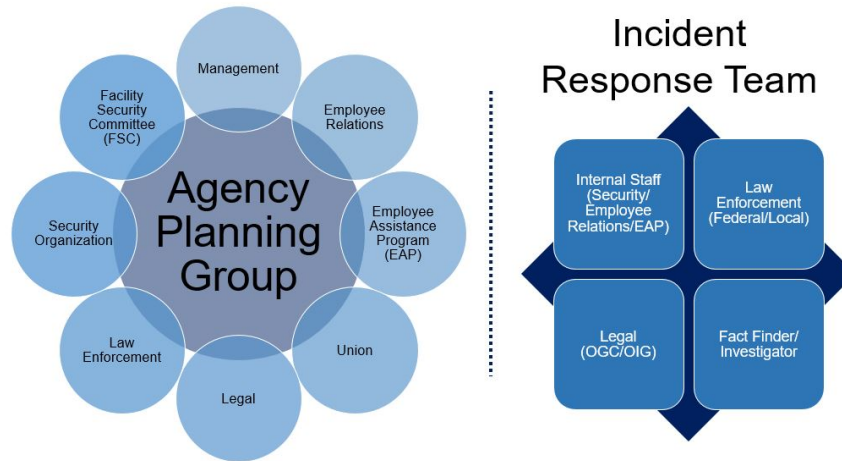 Agency
Planning
Group
Management
Employee
Relations
Employee
Assistance
Program
(EAP)
Union
Legal
Law
Enforcement
Security
Organization
Facility
Security
Committee
(FSC)
Incident
Response Team
Internal Staff
(Security/
Employee
Relations/EAP)
Law
Enforcement
(Federal/Local)
Legal
(OGC/OIG)
Fact Finder/
Investigator